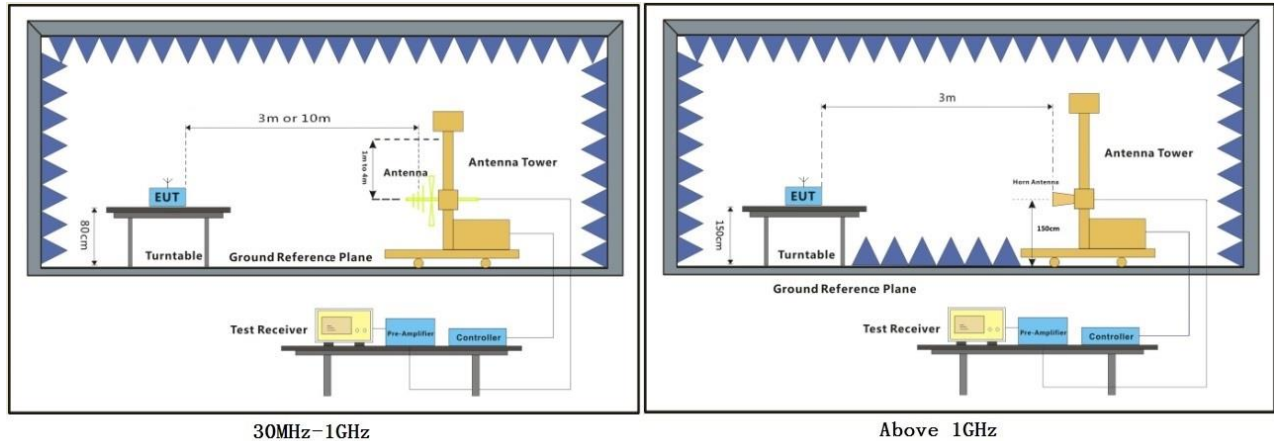 3m or 10m
1m to 4m
Antenna
Antenna Tower
EUT
80cm
Turntable
Ground Reference Plane
Test Receiver
Pre-Amplifier
Controller
30MHz-1GHz
3m
Antenna Tower
Horn Antenna
EUT
150cm
150cm
Turntable
Ground Reference Plane
Test Receiver
Pre-Amplifier
Controller
Above 1GHz